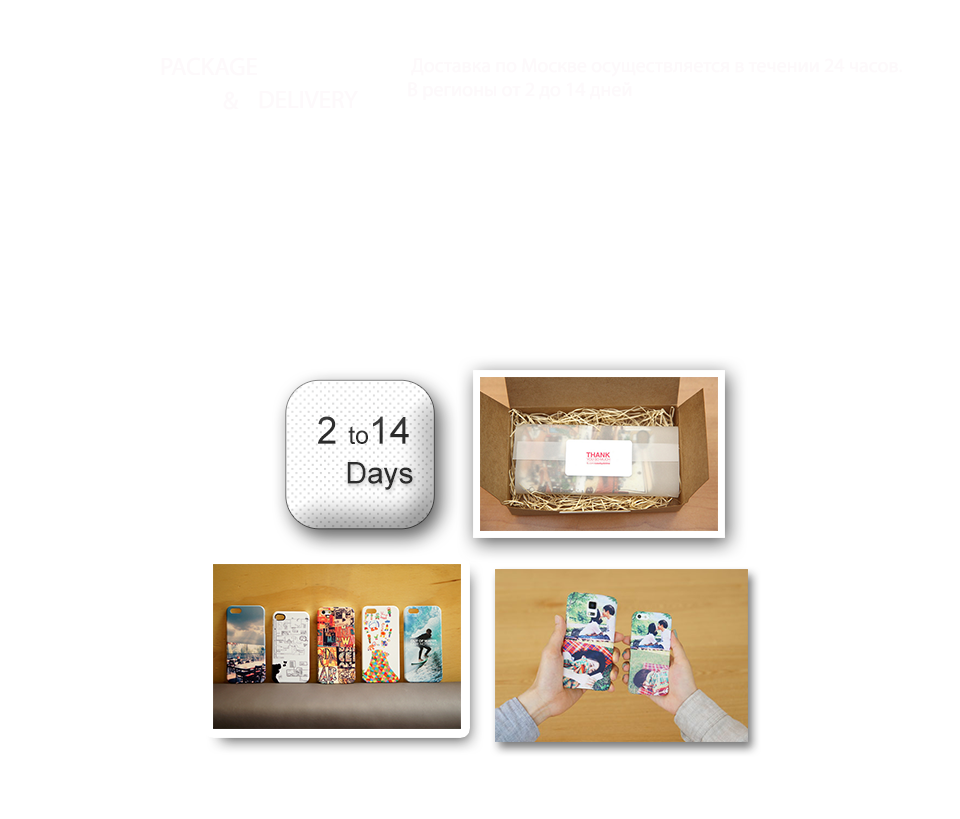 PACKAGE
& DELIVERY
Доставка по Москве осуществляется в течении 24 часов.
В регионы от 2 до 14 дней
2 to 14
Days
THANK